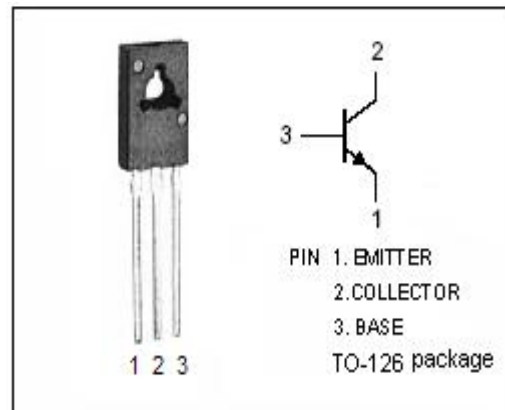 2
3
1
PIN 1. EMITTER
2.COLLECTOR
3. BASE
TO-126 package
1 2 3